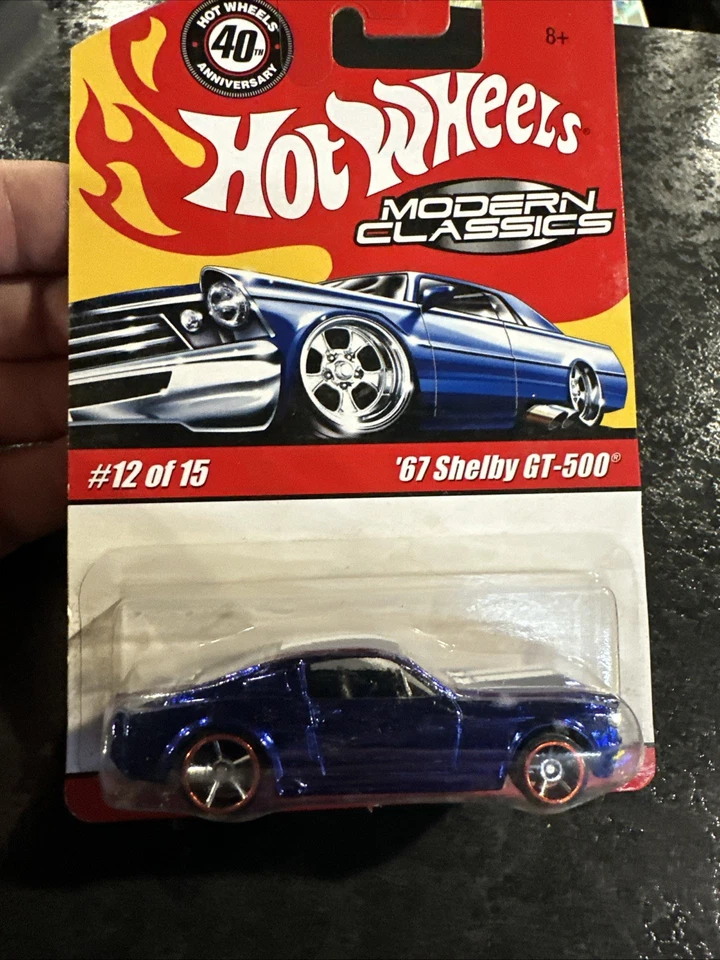 HOT WHEELS
40TH
ANNIVERSARY
8+
HOT WHEELS®
MODERN
CLASSICS
#12 of 15
'67 Shelby GT-500®